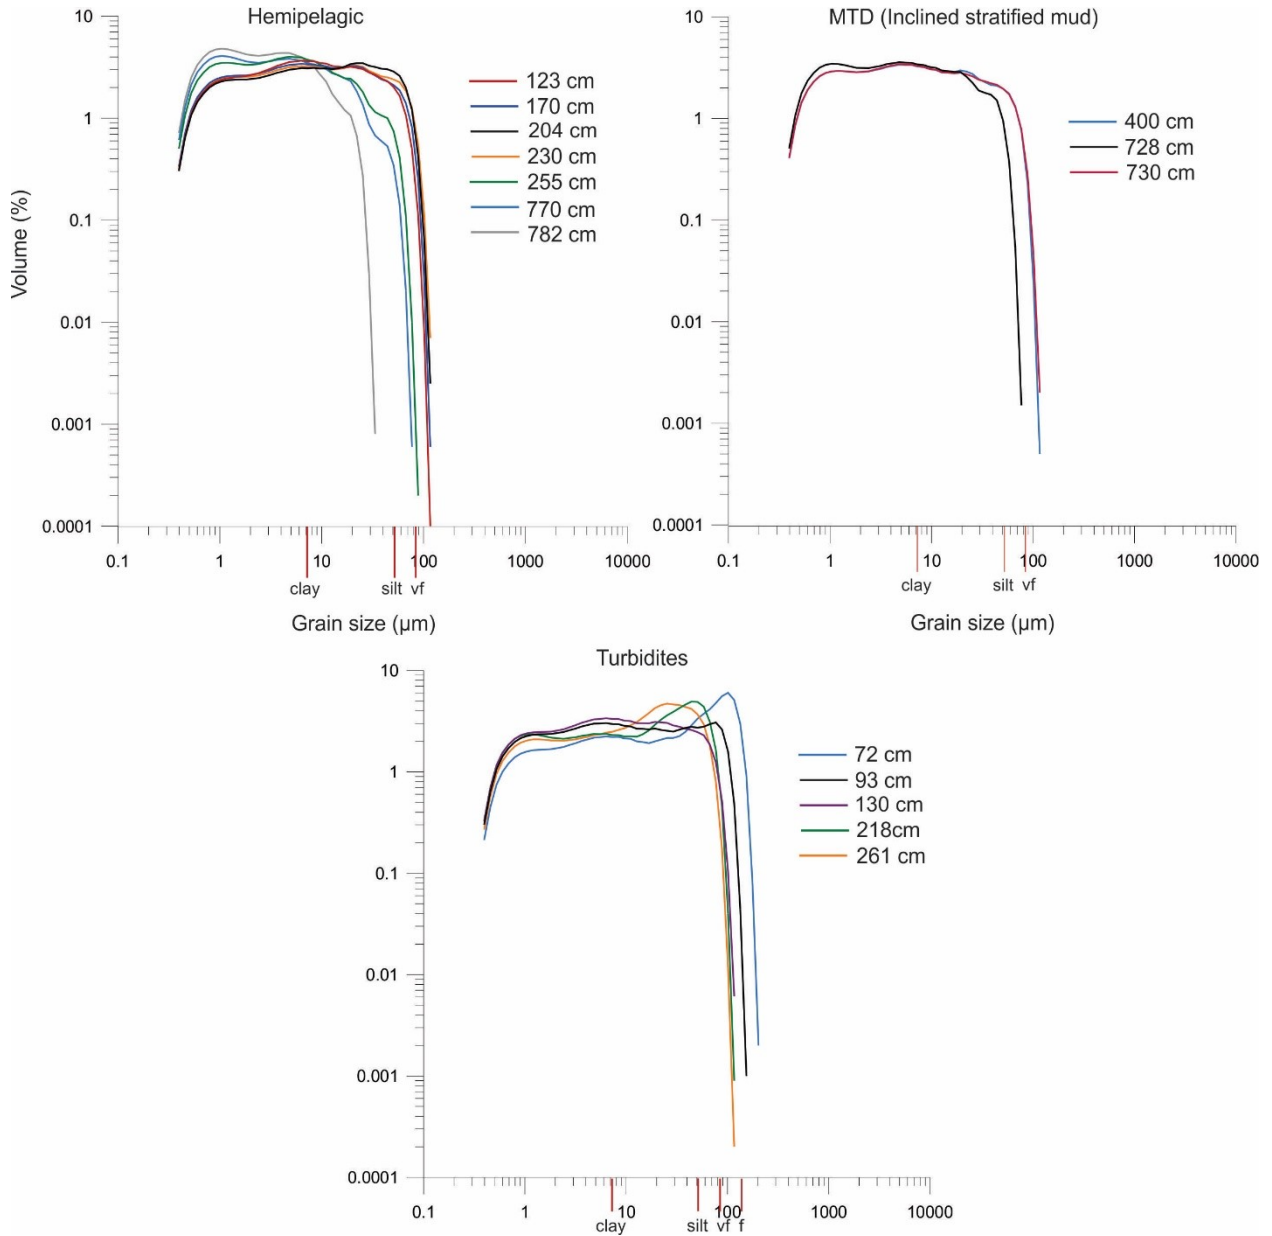 Hemipelagic
10
1
0.1
0.01
0.001
0.0001
Volume (%)
0.1
1
10
100
1000
10000
clay
silt
vf
Grain size (µm)
123 cm
170 cm
204 cm
230 cm
255 cm
770 cm
782 cm
MTD (Inclined stratified mud)
10
1
0.1
0.01
0.001
0.0001
0.1
1
10
100
1000
10000
clay
silt
vf
Grain size (µm)
400 cm
728 cm
730 cm
Turbidites
10
1
0.1
0.01
0.001
0.0001
0.1
1
10
100
1000
10000
clay
silt
vf
f
72 cm
93 cm
130 cm
218cm
261 cm